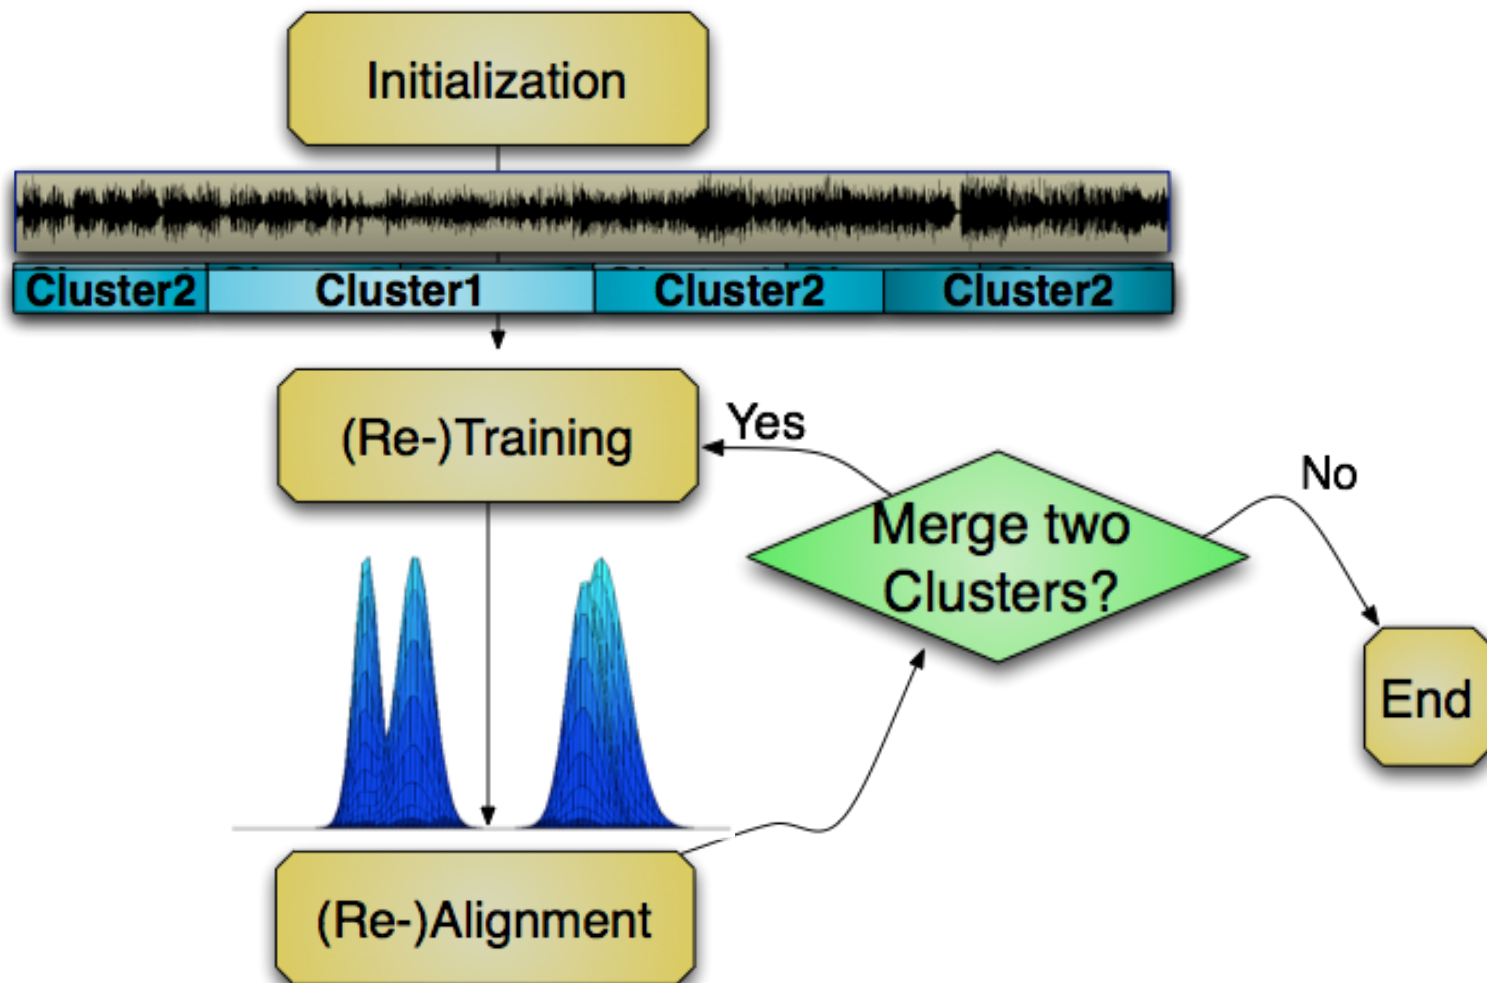 Initialization
Cluster2 Cluster1 Cluster2 Cluster2
(Re-)Training
Yes
No
Merge two
Clusters?
End
(Re-)Alignment